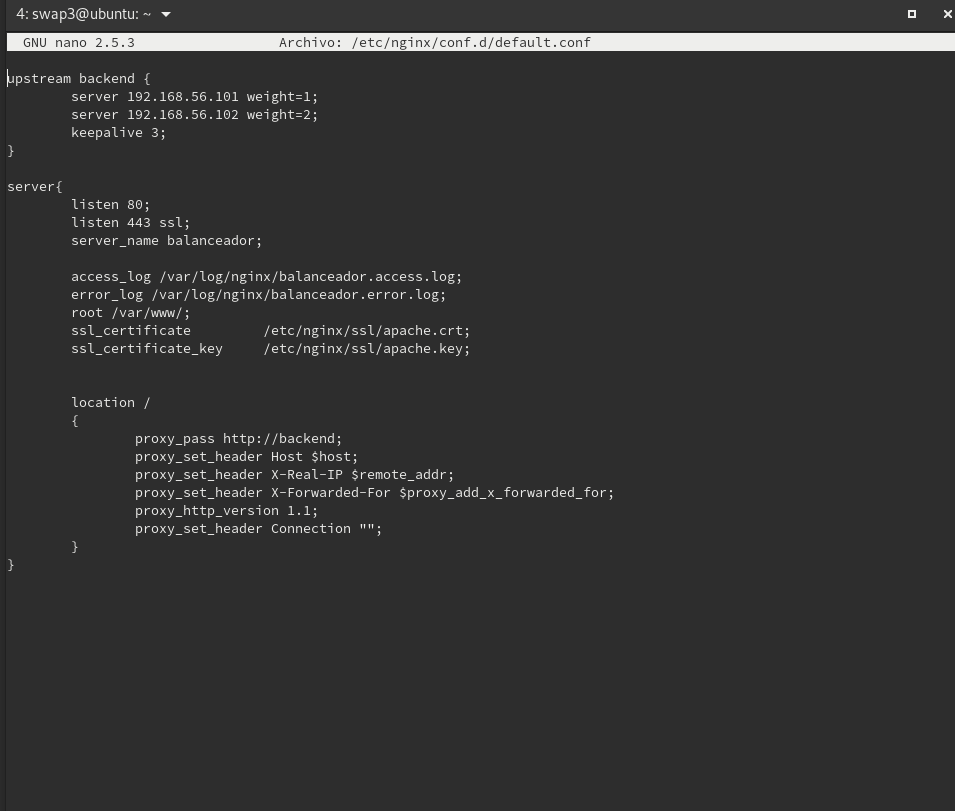 4: swap3@ubuntu: ~
GNU nano 2.5.3 Archivo: /etc/nginx/conf.d/default.conf
upstream backend {
server 192.168.56.101 weight=1;
server 192.168.56.102 weight=2;
keepalive 3;
}
server{
listen 80;
listen 443 ssl;
server_name balanceador;
access_log /var/log/nginx/balanceador.access.log;
error_log /var/log/nginx/balanceador.error.log;
root /var/www/;
ssl_certificate /etc/nginx/ssl/apache.crt;
ssl_certificate_key /etc/nginx/ssl/apache.key;
location /
{
proxy_pass http://backend;
proxy_set_header Host $host;
proxy_set_header X-Real-IP $remote_addr;
proxy_set_header X-Forwarded-For $proxy_add_x_forwarded_for;
proxy_http_version 1.1;
proxy_set_header Connection "";
}
}